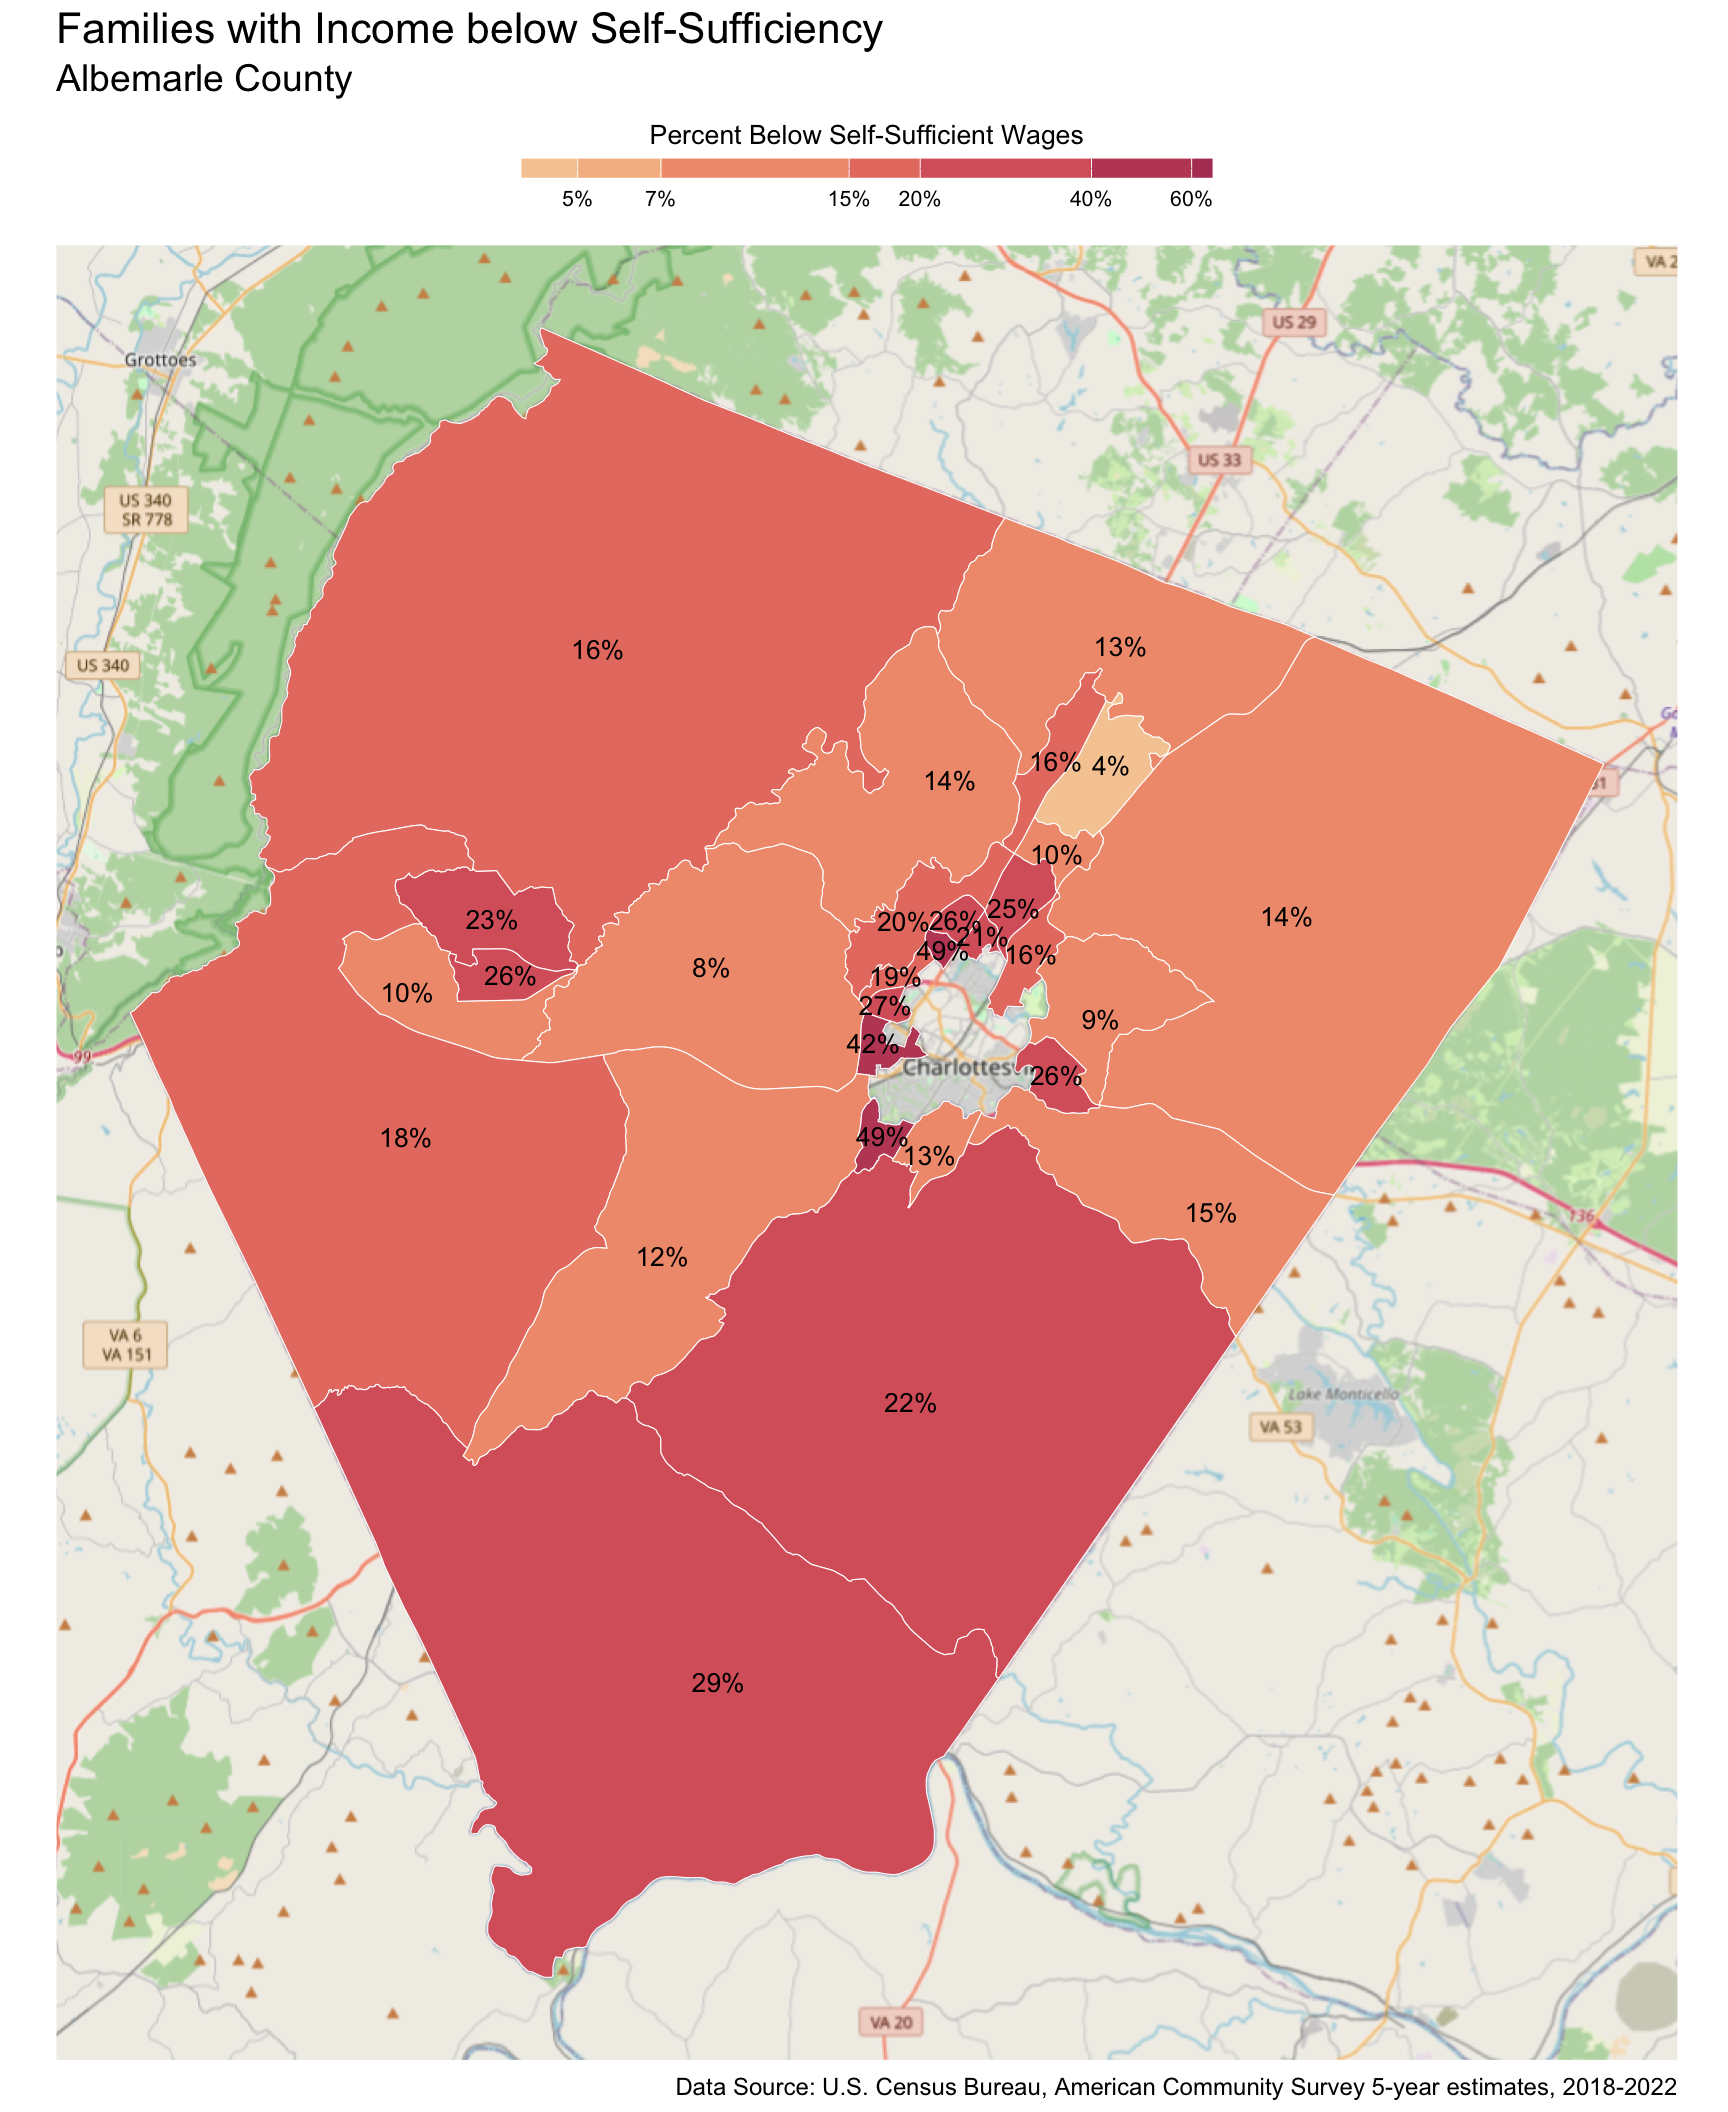 Families with Income below Self-Sufficiency
Albemarle County
Percent Below Self-Sufficient Wages
5% 7% 15% 20% 40% 60%
VA 2
US 29
Grottoes
US 33
US 340
SR 778
16%
13%
US 340
16% 4%
14%
10%
25%
23%
20% 26%
21%
14%
49%
16%
8%
26%
19%
10%
27%
9%
42%
99
Charlottesv
26%
18%
49%
13%
15%
136
12%
VA 6
VA 151
Lake Monticello
22%
VA 53
29%
VA 20
Data Source: U.S. Census Bureau, American Community Survey 5-year estimates, 2018-2022